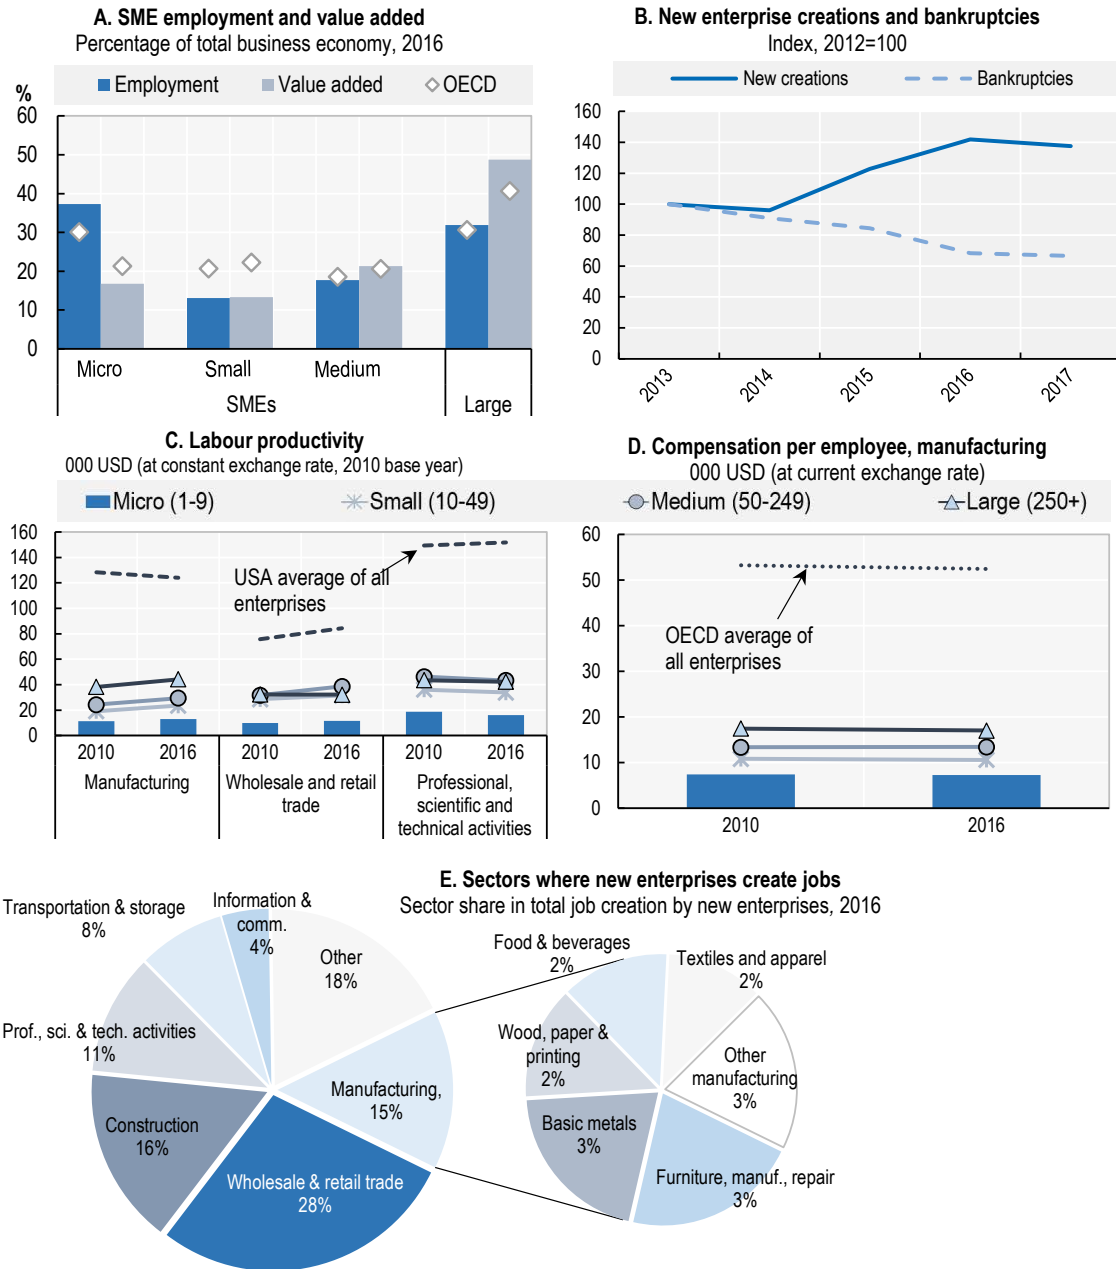 A. SME employment and value added
Percentage of total business economy, 2016
Employment Value added OECD
%
60
50
40
30
20
10
0
Micro Small Medium
SMEs Large
B. New enterprise creations and bankruptcies
Index, 2012=100
New creations Bankruptcies
160
140
120
100
80
60
40
20
0
2013 2014 2015 2016 2017
C. Labour productivity
000 USD (at constant exchange rate, 2010 base year)
D. Compensation per employee, manufacturing
000 USD (at current exchange rate)
Micro (1-9) Small (10-49) Medium (50-249) Large (250+)
160
140
120
100
80
60
40
20
0
USA average of all
enterprises
2010 2016 2010 2016 2010 2016
Manufacturing
Wholesale and retail
trade
Professional,
scientific and
technical activities
60
50
40
30
20
10
0
OECD average of
all enterprises
2010 2016
E. Sectors where new enterprises create jobs
Sector share in total job creation by new enterprises, 2016
Transportation & storage
8%
Information &
comm.
4%
Other
18%
Prof., sci. & tech. activities
11%
Manufacturing,
15%
Construction
16%
Wholesale & retail trade
28%
Food & beverages
2%
Textiles and apparel
2%
Wood, paper &
printing
2%
Other
manufacturing
3%
Basic metals
3%
Furniture, manuf., repair
3%